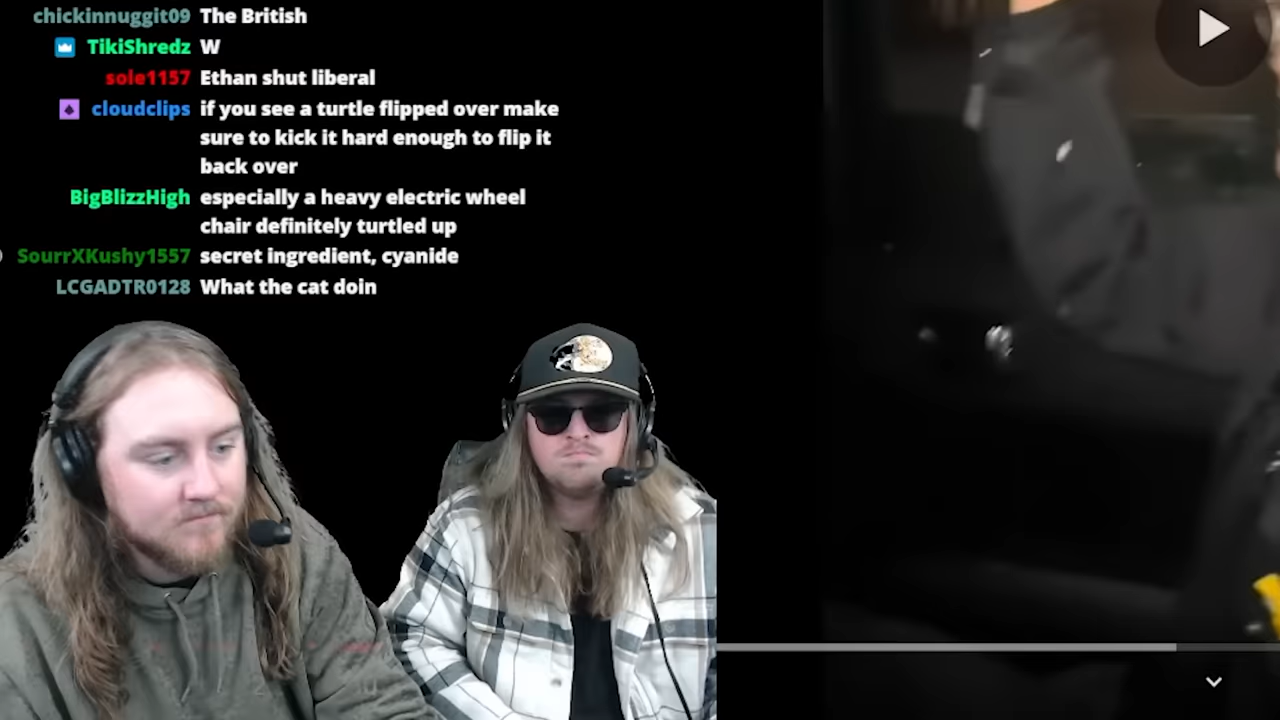 chickinnuggit09 The British
TikiShredz W
sole1157 Ethan shut liberal
cloudclips if you see a turtle flipped over make
sure to kick it hard enough to flip it
back over
BigBlizzHigh especially a heavy electric wheel
chair definitely turtled up
SourrXKushy1557 secret ingredient, cyanide
LCGADTR0128 What the cat doin